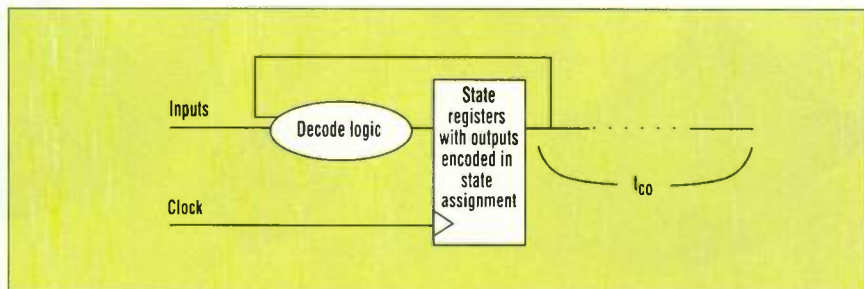 Inputs
Decode logic
State
registers
with outputs
encoded in
state
assignment
tco
Clock